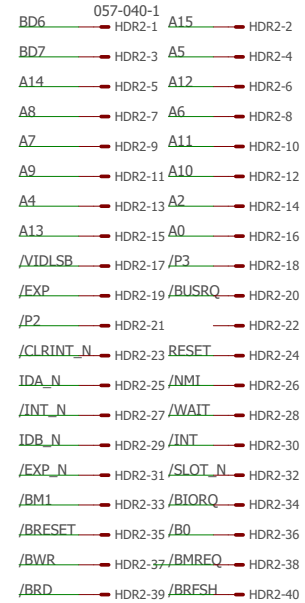 057-040-1
BD6 HDR2-1 A15 HDR2-2
BD7 HDR2-3 A5 HDR2-4
A14 HDR2-5 A12 HDR2-6
A8 HDR2-7 A6 HDR2-8
A7 HDR2-9 A11 HDR2-10
A9 HDR2-11 A10 HDR2-12
A4 HDR2-13 A2 HDR2-14
A13 HDR2-15 A0 HDR2-16
/VIDLSB HDR2-17 /P3 HDR2-18
/EXP HDR2-19 /BUSRQ HDR2-20
/P2 HDR2-21 HDR2-22
/CLRINT_N HDR2-23 RESET HDR2-24
IDA_N HDR2-25 /NMI HDR2-26
/INT_N HDR2-27 /WAIT HDR2-28
IDB_N HDR2-29 /INT HDR2-30
/EXP_N HDR2-31 /SLOT_N HDR2-32
/BM1 HDR2-33 /BIORQ HDR2-34
/BRESET HDR2-35 /B0 HDR2-36
/BWR HDR2-37 /BMREQ HDR2-38
/BRD HDR2-39 /BRFSH HDR2-40